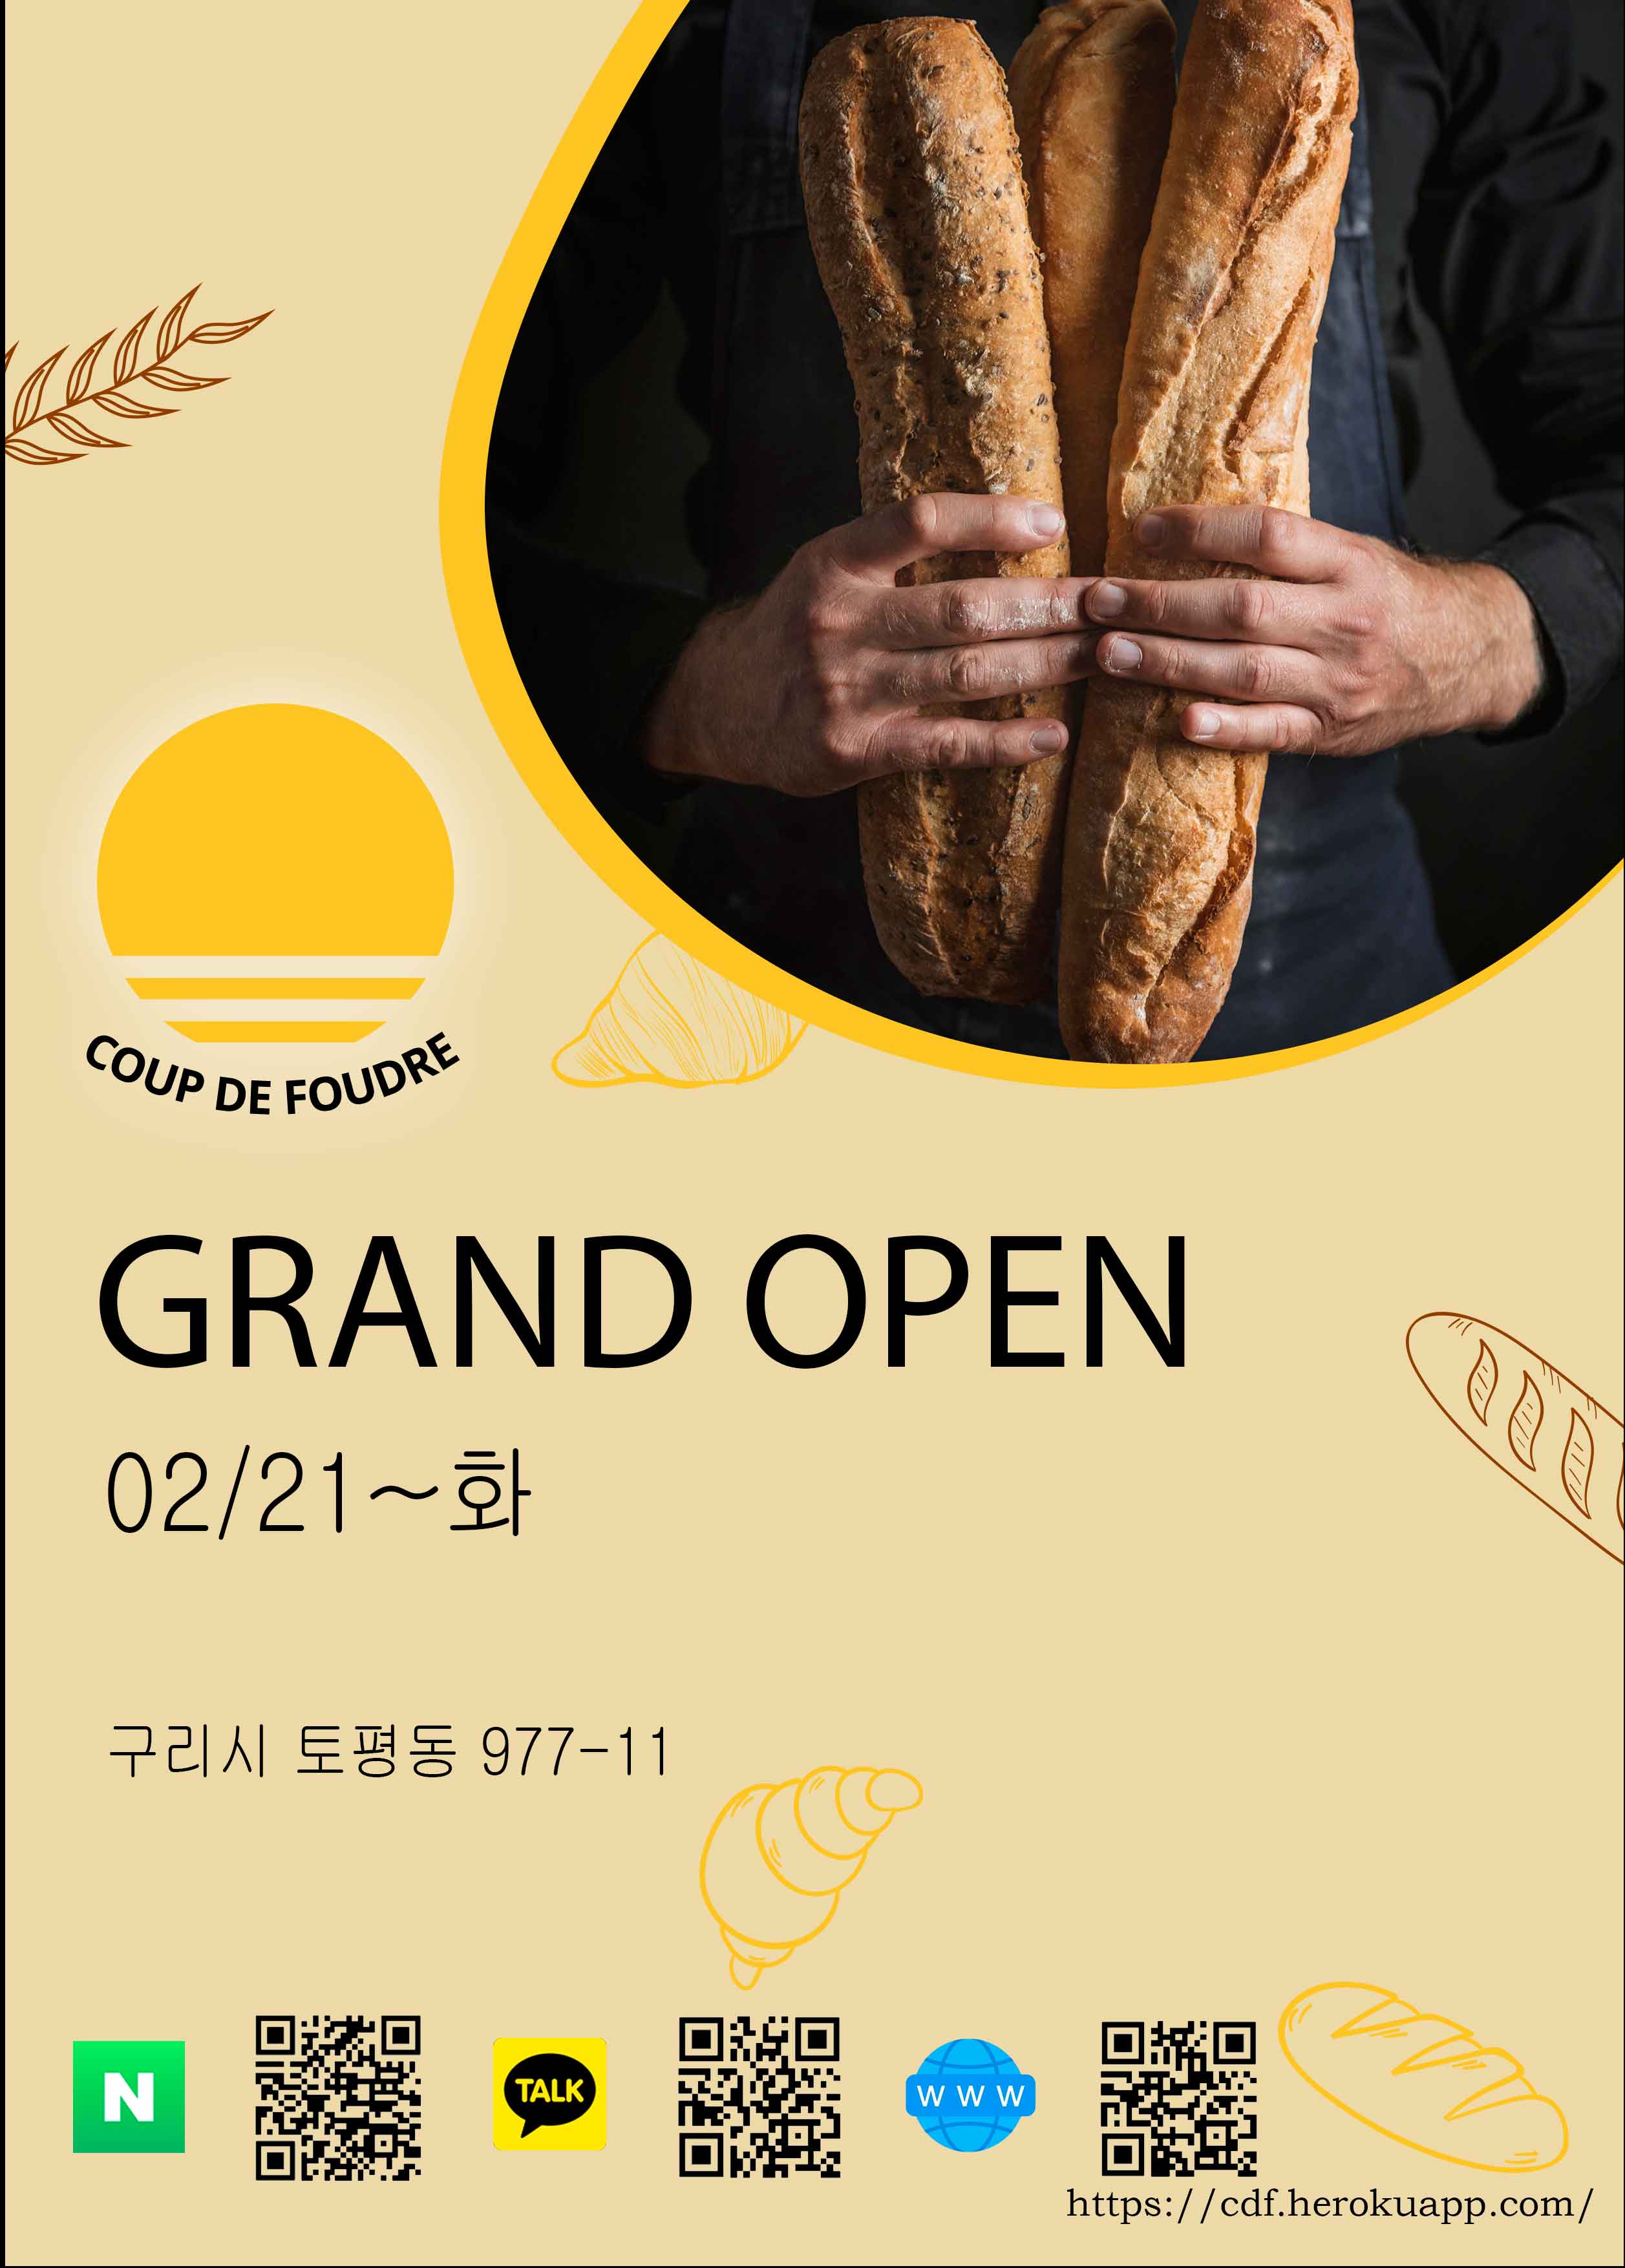 COUP DE FOUDRE
GRAND OPEN
02/21~화
구리시 토평동 977-11
N
TALK
W W W
https://cdf.herokuapp.com/